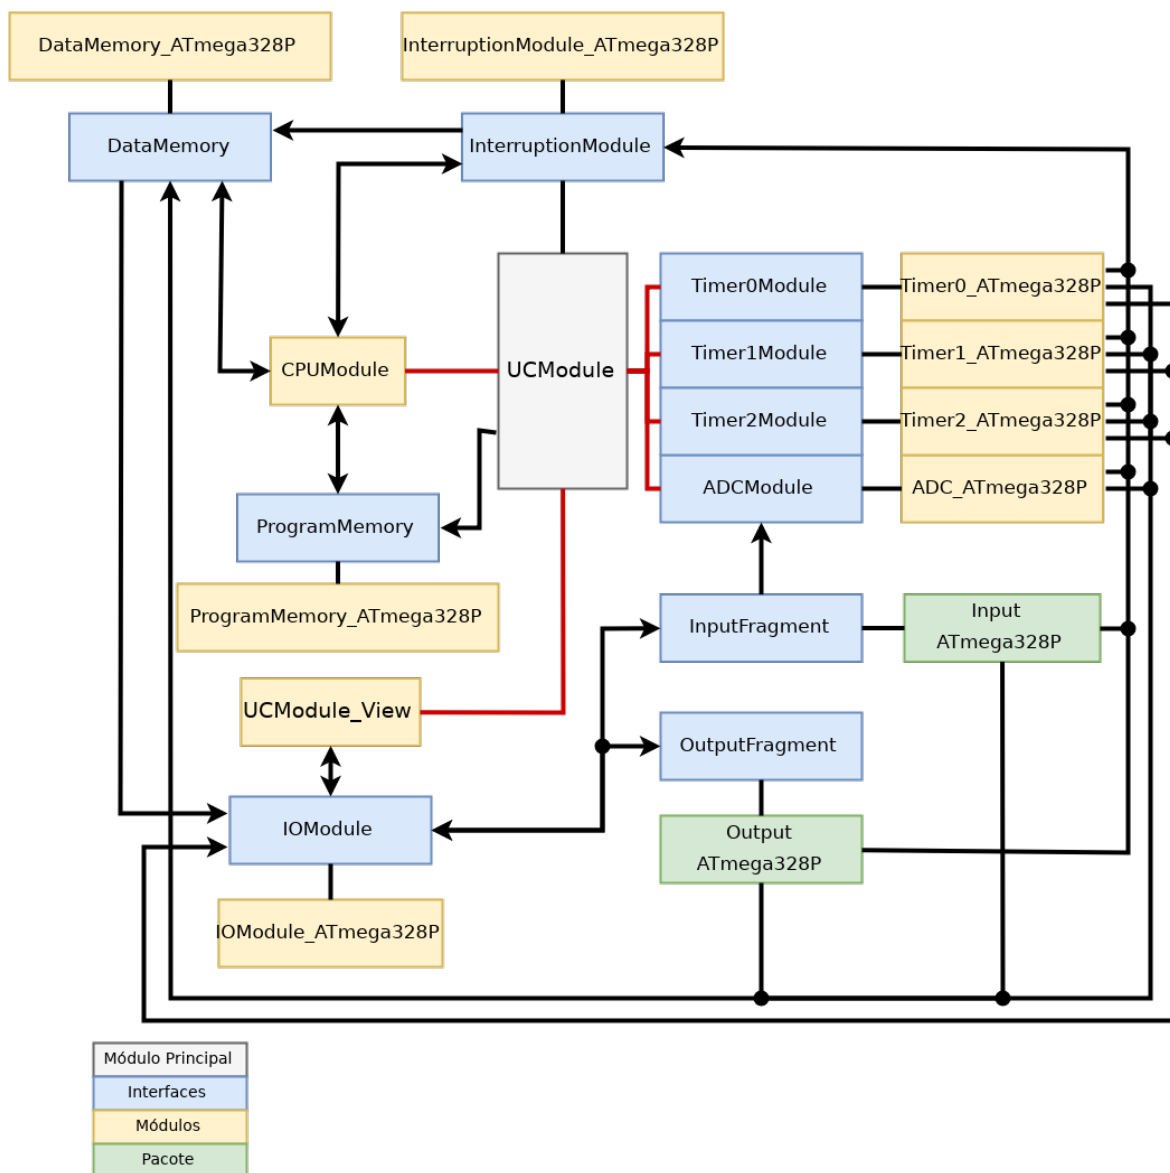 DataMemory_ATmega328P
InterruptionModule_ATmega328P
DataMemory
InterruptionModule
UCModule
Timer0Module
Timer0_ATmega328P
Timer1Module
Timer1_ATmega328P
CPUModule
Timer2Module
Timer2_ATmega328P
ADCModule
ADC_ATmega328P
ProgramMemory
ProgramMemory_ATmega328P
InputFragment
Input
ATmega328P
UCModule_View
OutputFragment
IOModule
Output
ATmega328P
IOModule_ATmega328P
Módulo Principal
Interfaces
Módulos
Pacote